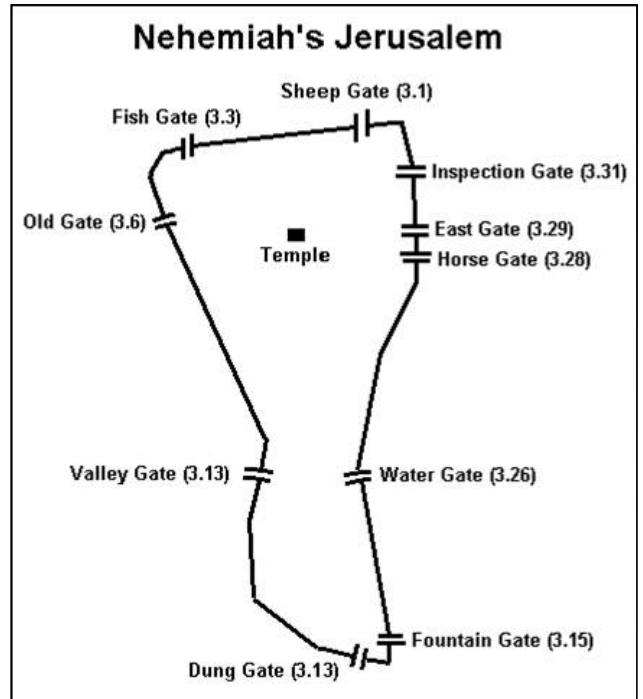 Nehemiah's Jerusalem
Sheep Gate (3.1)
Fish Gate (3.3)
Inspection Gate (3.31)
Old Gate (3.6)
East Gate (3.29)
Temple
Horse Gate (3.28)
Valley Gate (3.13)
Water Gate (3.26)
Fountain Gate (3.15)
Dung Gate (3.13)